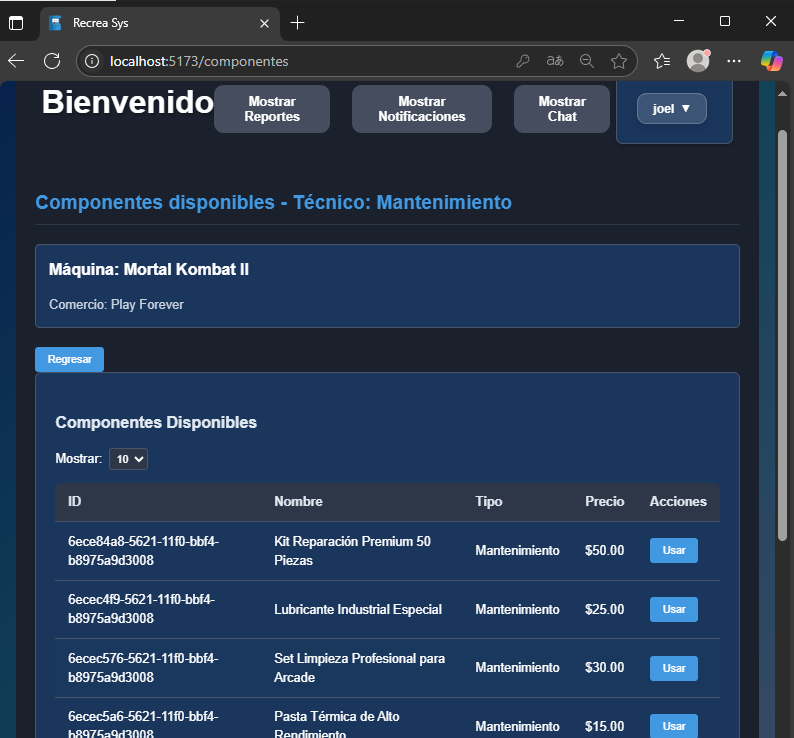 Recrea Sys
localhost:5173/componentes
aあ
Bienvenido
Mostrar
Reportes
Mostrar
Notificaciones
Mostrar
Chat
joel ▼
Componentes disponibles - Técnico: Mantenimiento
Máquina: Mortal Kombat II
Comercio: Play Forever
Regresar
Componentes Disponibles
Mostrar: 10
ID Nombre Tipo Precio Acciones
6ece84a8-5621-11f0-bbf4-
b8975a9d3008
Kit Reparación Premium 50
Piezas
Mantenimiento $50.00 Usar
6ecec4f9-5621-11f0-bbf4-
b8975a9d3008
Lubricante Industrial Especial
Mantenimiento $25.00 Usar
6ecec576-5621-11f0-bbf4-
b8975a9d3008
Set Limpieza Profesional para
Arcade
Mantenimiento $30.00 Usar
6ecec5a6-5621-11f0-bbf4-
b8975a9d3008
Pasta Térmica de Alto
Rendimiento
Mantenimiento $15.00 Usar